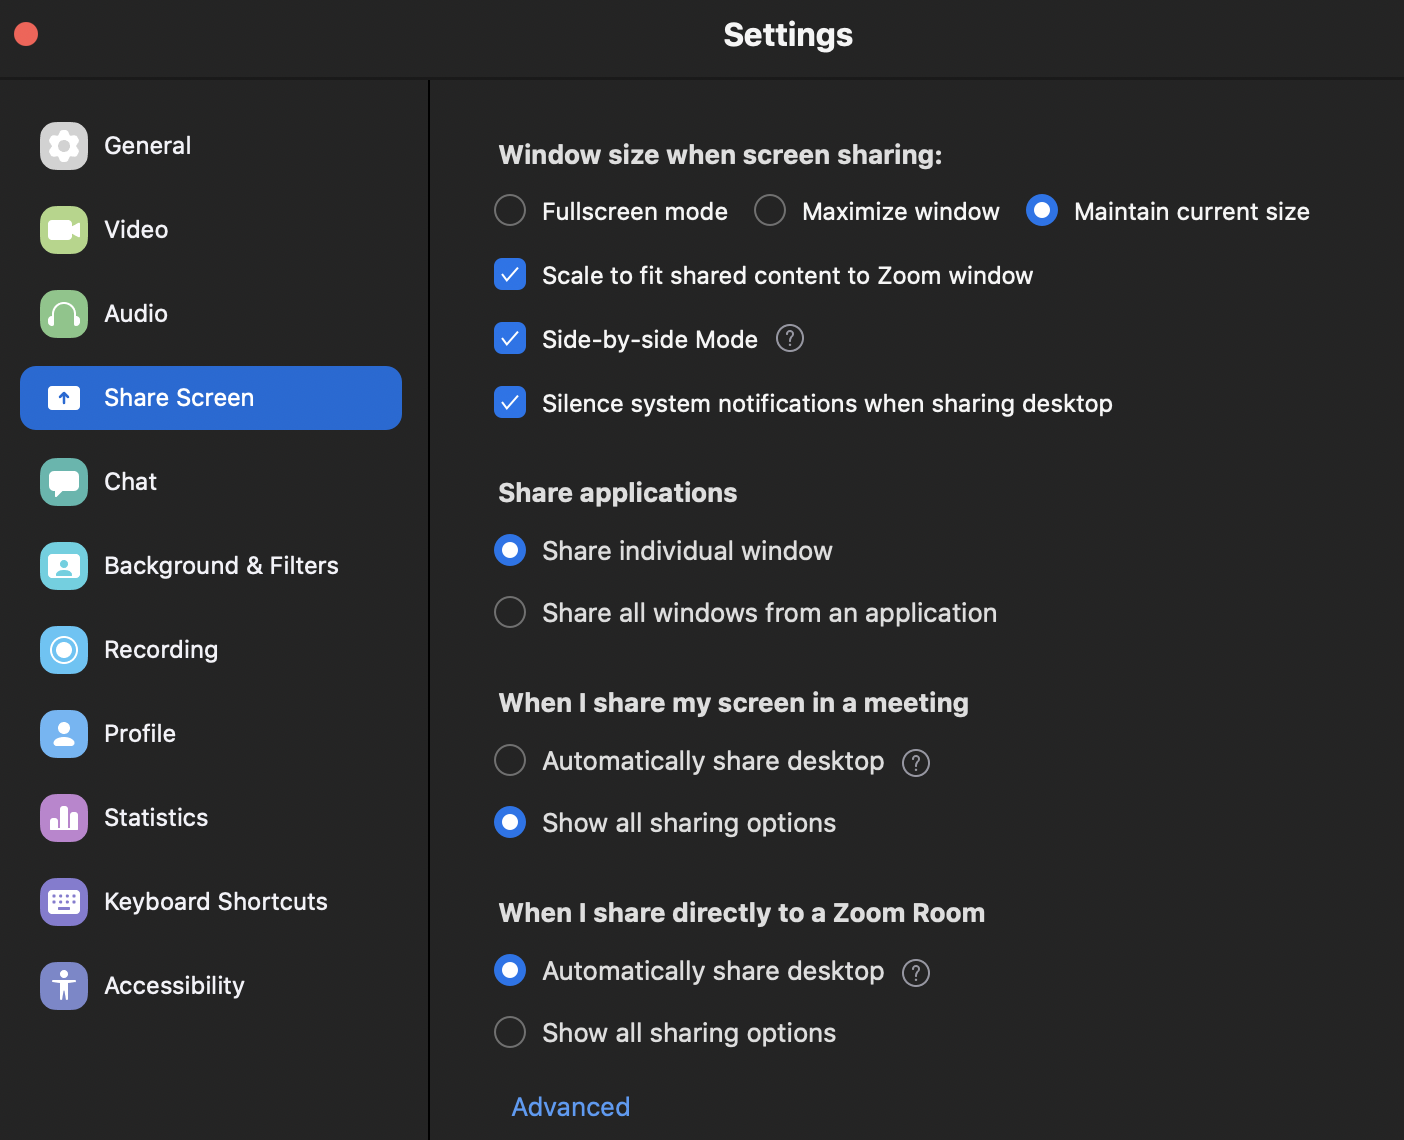 Settings
General
Video
Audio
Share Screen
Chat
Background & Filters
Recording
Profile
Statistics
Keyboard Shortcuts
Accessibility
Window size when screen sharing:
Fullscreen mode Maximize window Maintain current size
Scale to fit shared content to Zoom window
Side-by-side Mode ?
Silence system notifications when sharing desktop
Share applications
Share individual window
Share all windows from an application
When I share my screen in a meeting
Automatically share desktop ?
Show all sharing options
When I share directly to a Zoom Room
Automatically share desktop ?
Show all sharing options
Advanced